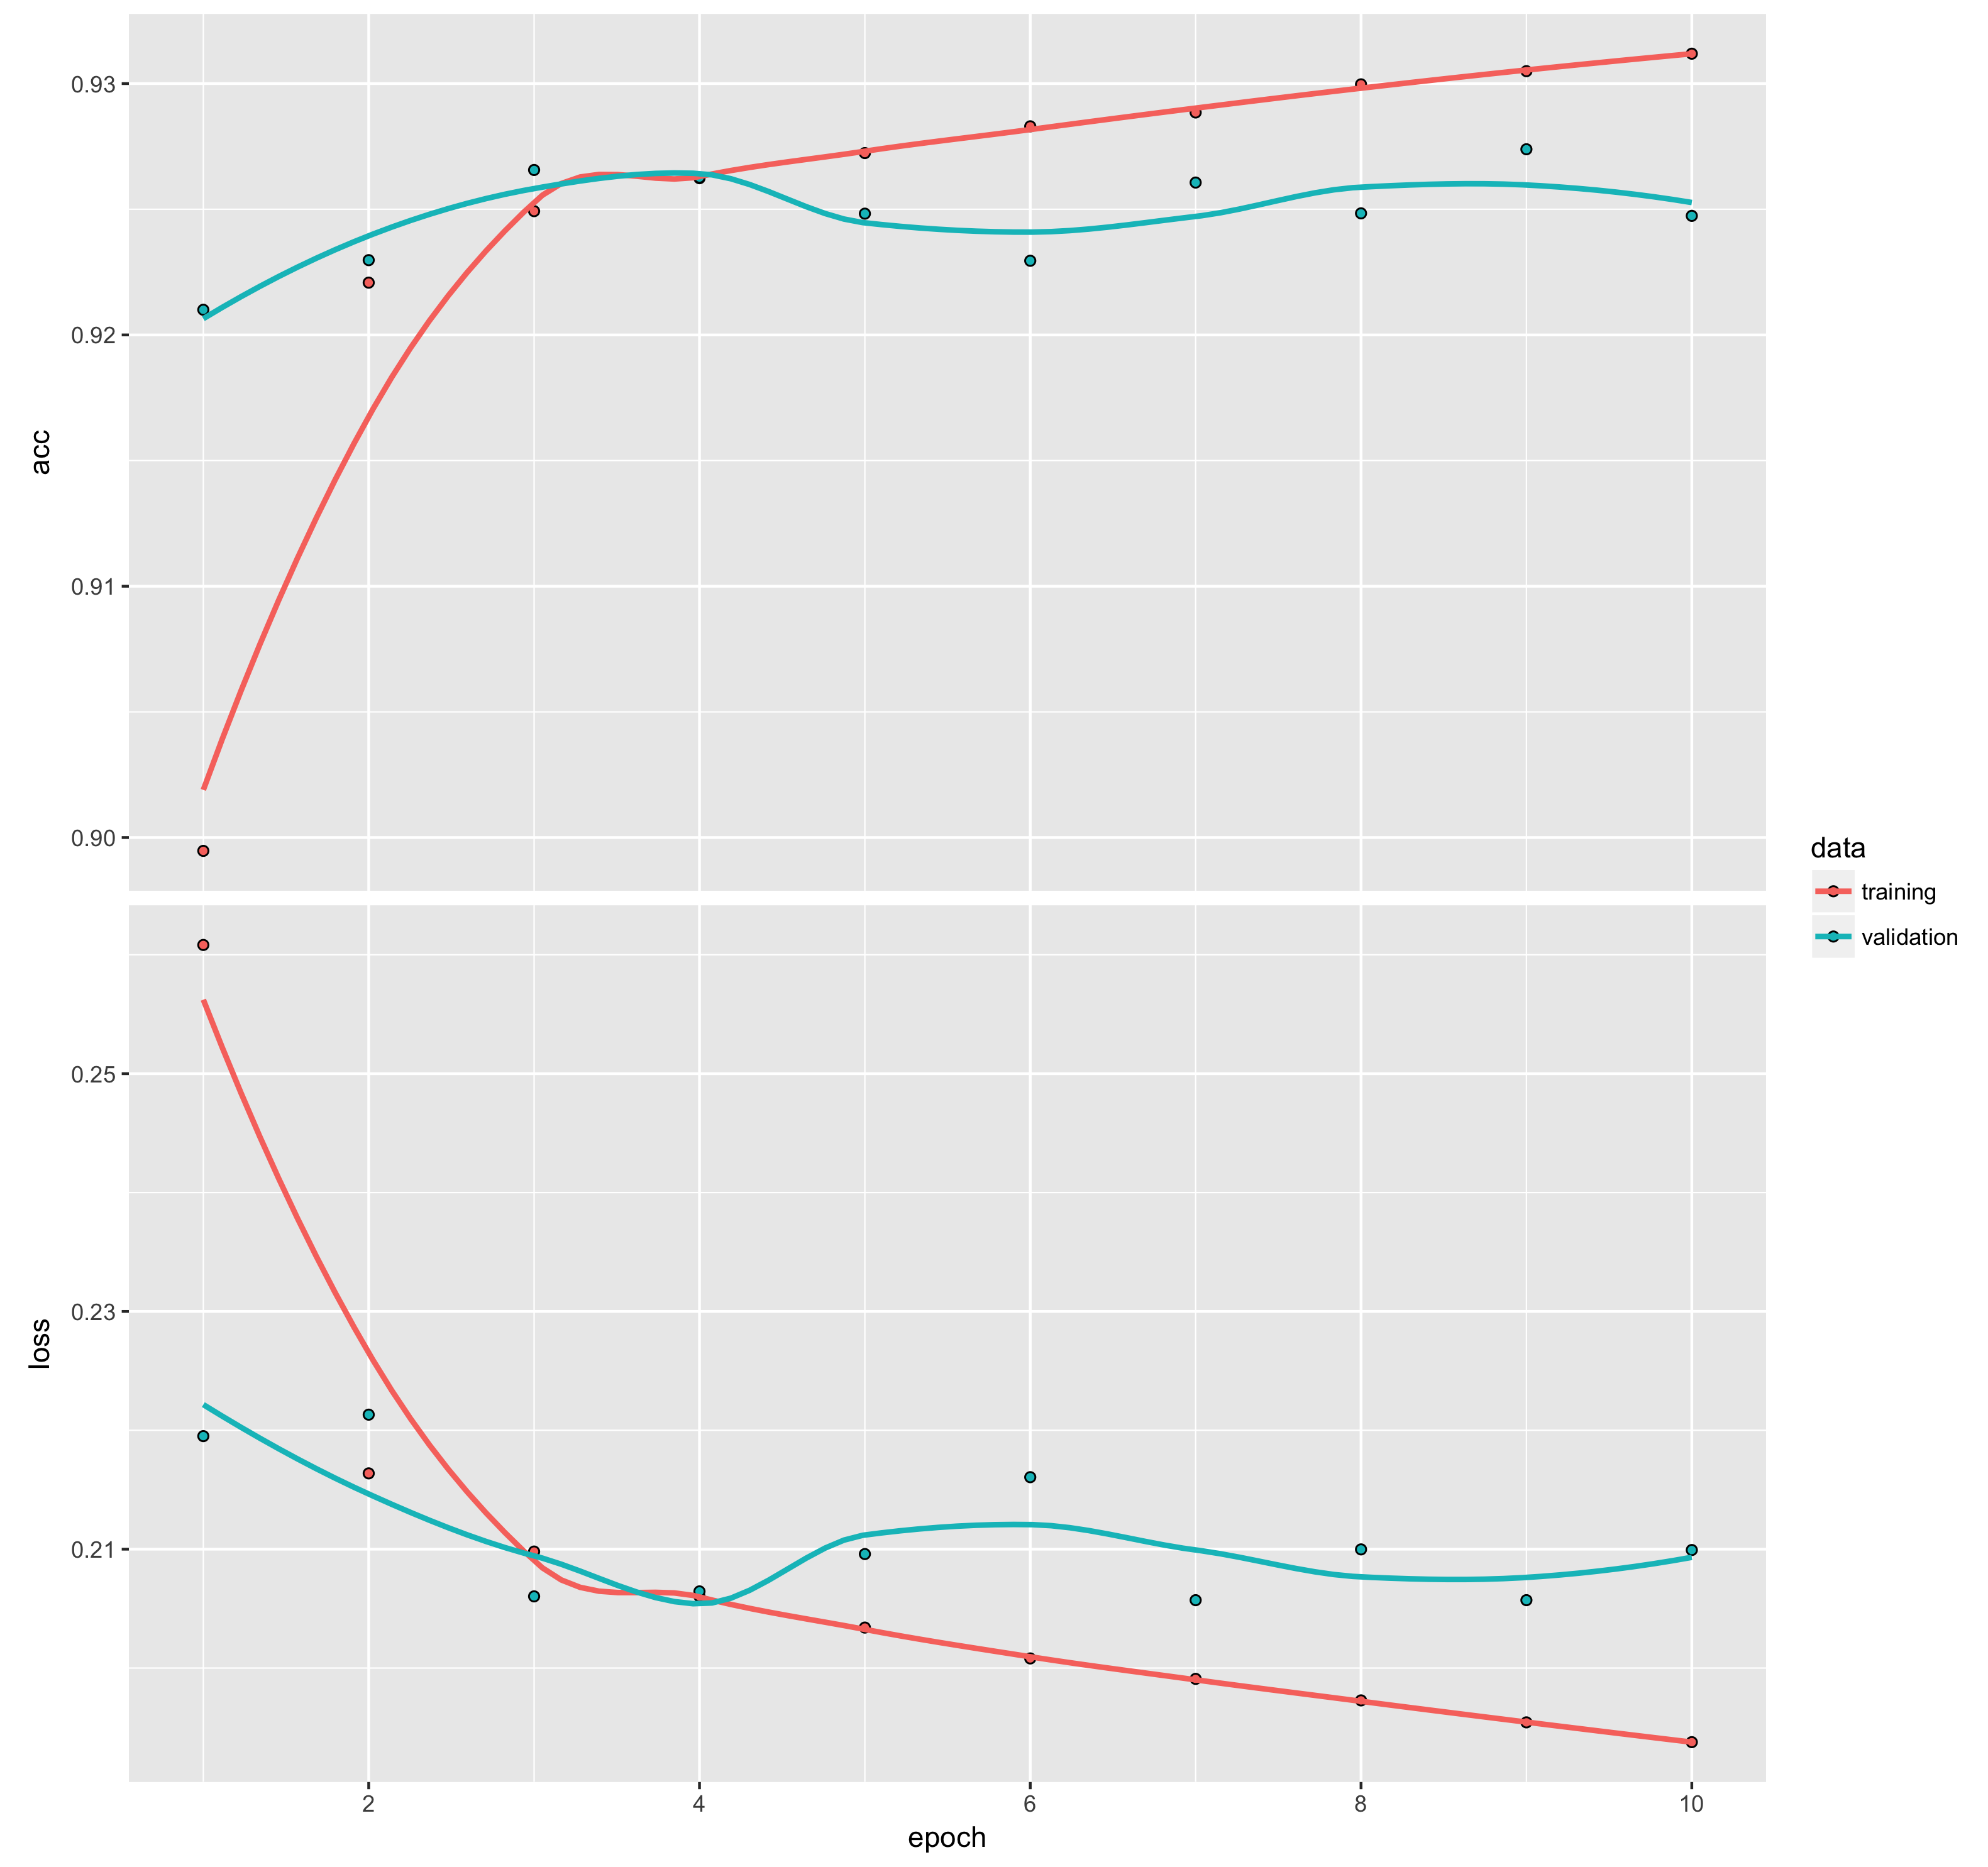 0.93
0.92
0.91
0.90
acc
0.25
0.23
0.21
loss
2 4 6 8 10
epoch
data
training
validation